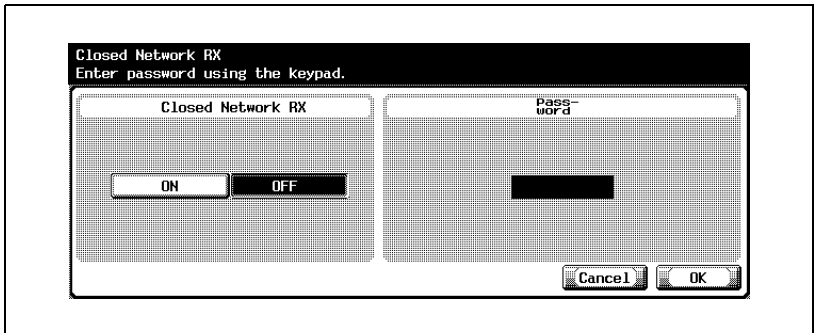 Closed Network RX
Enter password using the keypad.
Closed Network RX
Pass-
word
ON
OFF
Cancel
OK